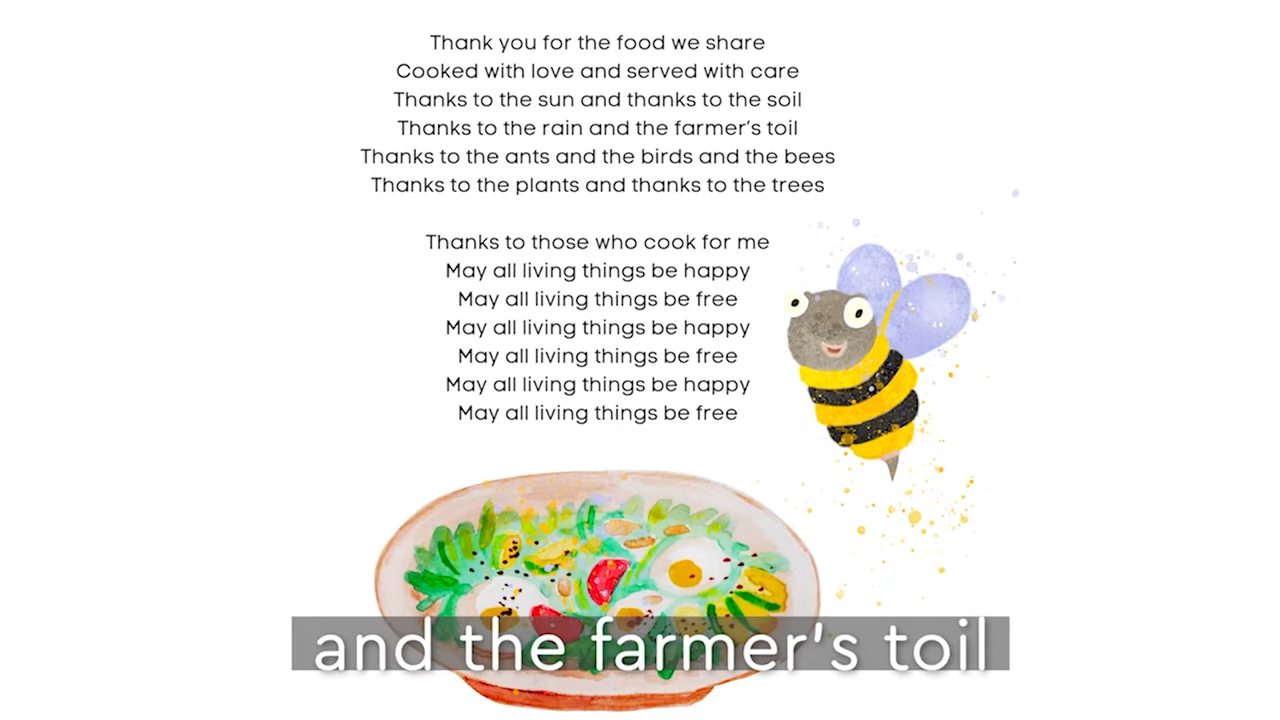 Thank you for the food we share
Cooked with love and served with care
Thanks to the sun and thanks to the soil
Thanks to the rain and the farmer’s toil
Thanks to the ants and the birds and the bees
Thanks to the plants and thanks to the trees
Thanks to those who cook for me
May all living things be happy
May all living things be free
May all living things be happy
May all living things be free
May all living things be happy
May all living things be free
and the farmer's toil